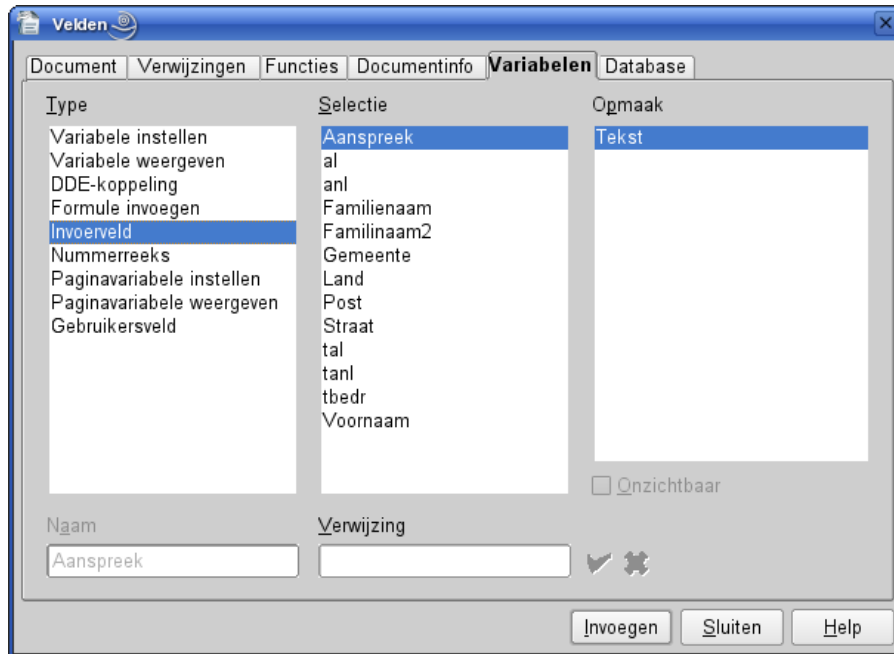 Velden
Document Verwijzingen Functies Documentinfo Variabelen Database
Type
Variabele instellen
Variabele weergeven
DDE-koppeling
Formule invoegen
Invoerveld
Nummerreeks
Paginavariabele instellen
Paginavariabele weergeven
Gebruikersveld
Selectie
Aanspreek
al
anl
Familienaam
Familinaam2
Gemeente
Land
Post
Straat
tal
tanl
tbedr
Voornaam
Opmaak
Tekst
Onzichtbaar
Naam
Aanspreek
Verwijzing
Invoegen Sluiten Help